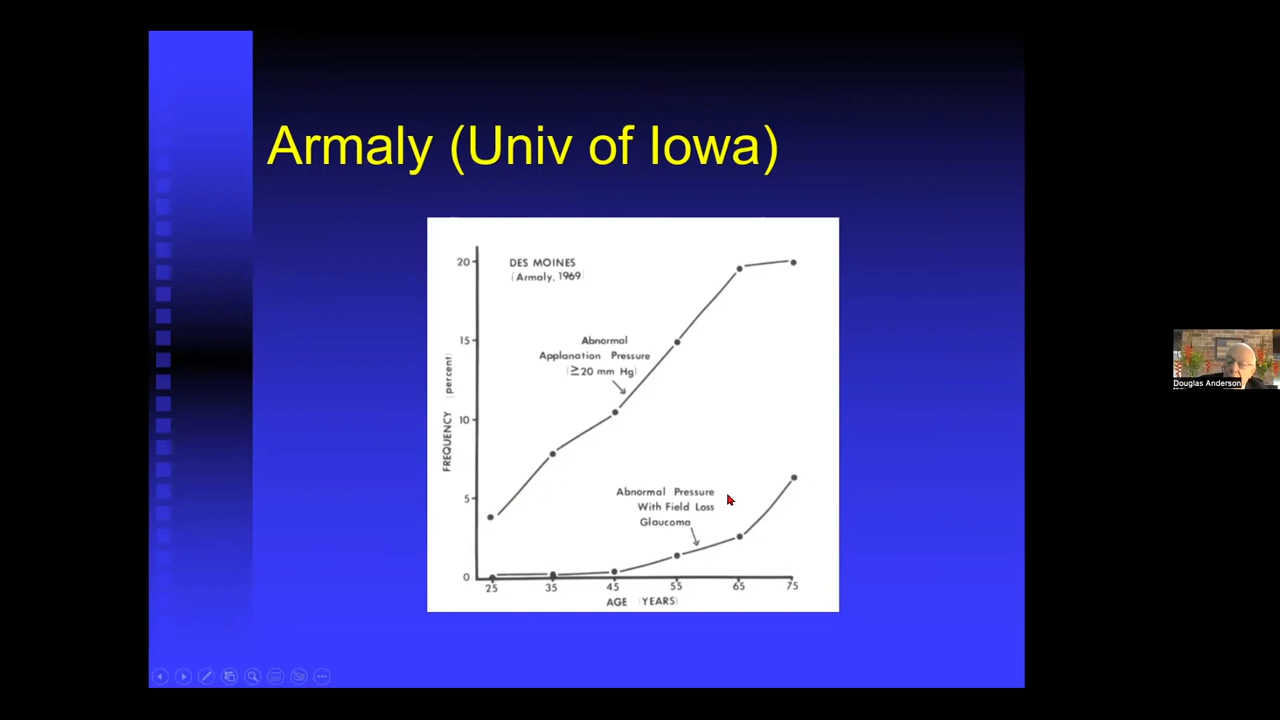 Armaly (Univ of Iowa)
DES MOINES
(Armaly, 1969)
20
15
10
5
0
FREQUENCY (percent)
Abnormal
Applanation Pressure
(≧20 mm Hg)
Abnormal Pressure
With Field Loss
Glaucoma
25 35 45 55 65 75
AGE (YEARS)
Douglas Anderson